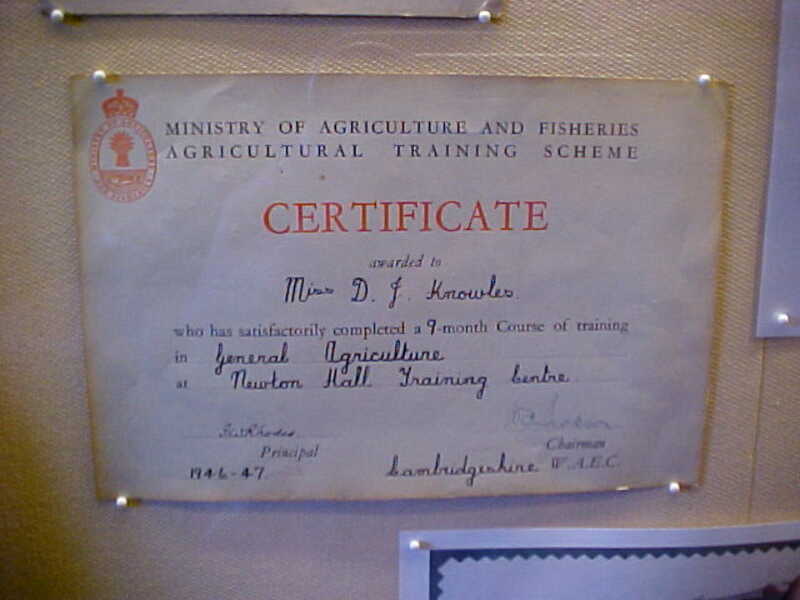 MINISTRY OF AGRICULTURE AND FISHERIES
AGRICULTURAL TRAINING SCHEME
CERTIFICATE
awarded to
Miss D. J. Knowles.
who has satisfactorily completed a 9-month Course of training
in General Agriculture
at Newton Hall Training Centre
Rhodes
Principal
Chairman
1946-47. Cambridgeshire W.A.E.C.